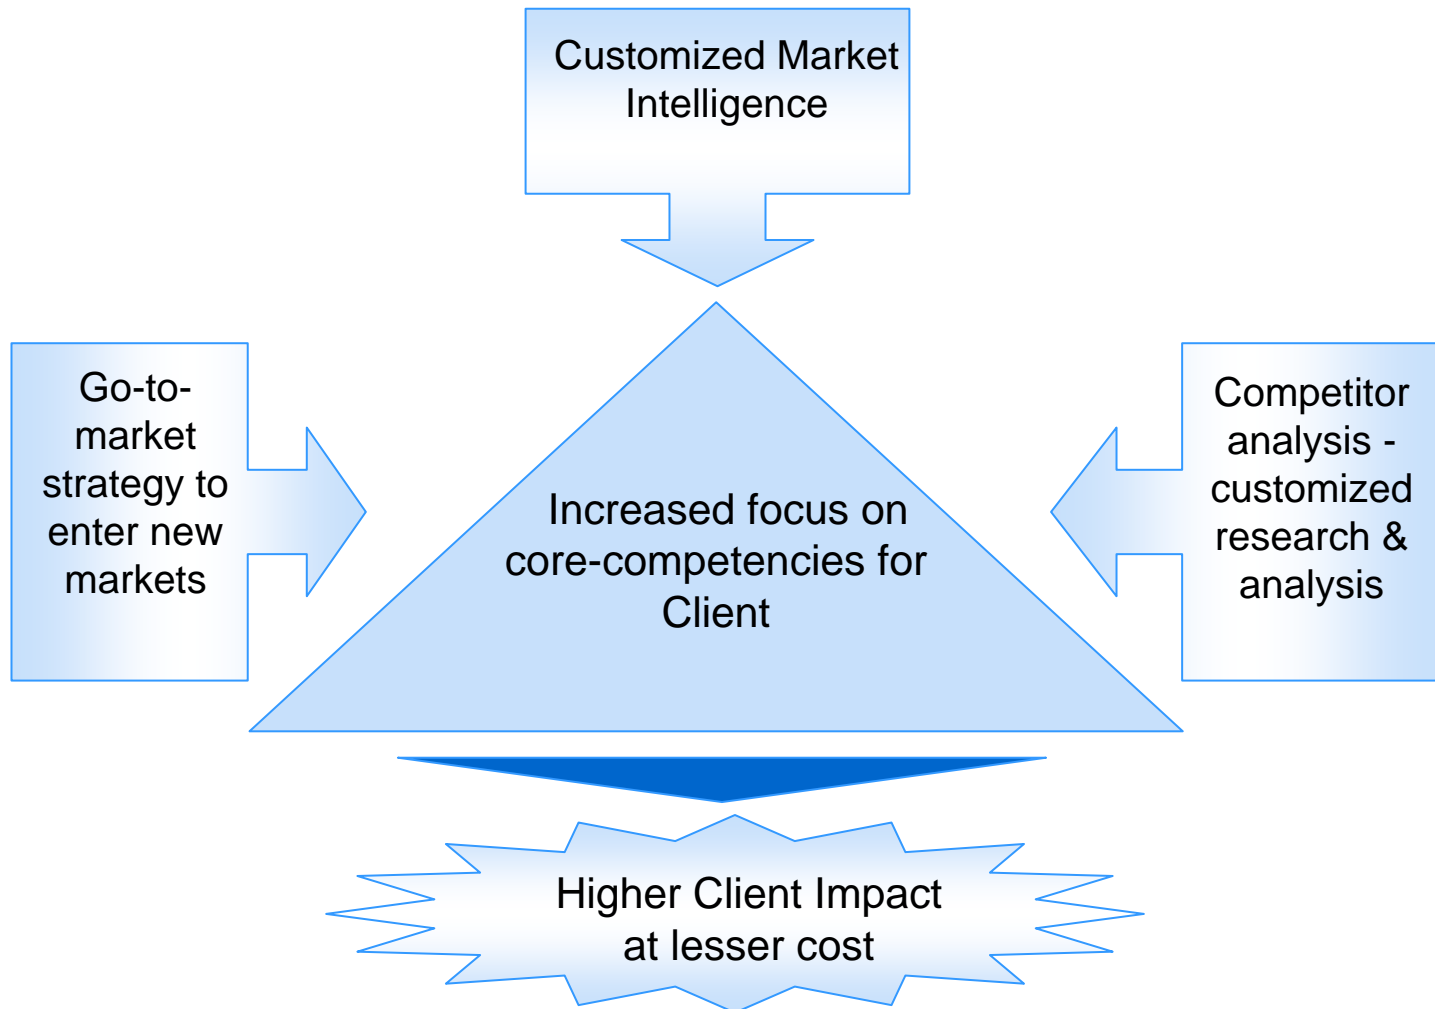 Customized Market
Intelligence
Go-to-
market
strategy to
enter new
markets
Increased focus on
core-competencies for
Client
Competitor
analysis -
customized
research &
analysis
Higher Client Impact
at lesser cost